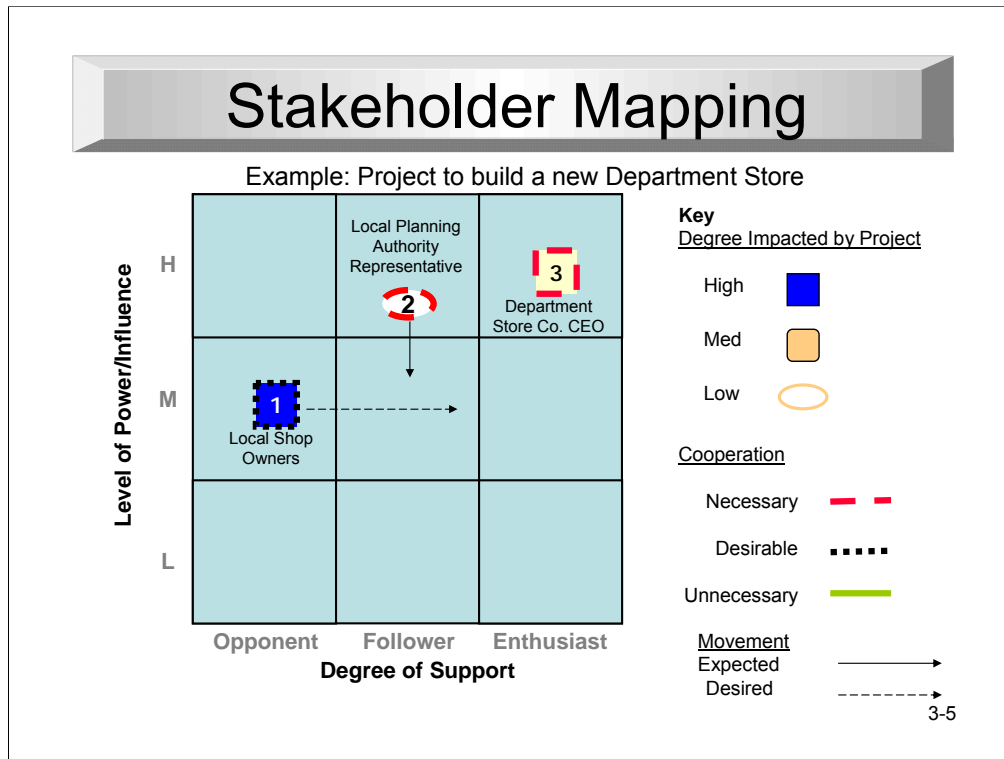 Stakeholder Mapping
Example: Project to build a new Department Store
Level of Power/Influence
H
M
L
Local Planning
Authority
Representative
2
3
Department
Store Co. CEO
1
Local Shop
Owners
Opponent
Follower
Enthusiast
Degree of Support
Key
Degree Impacted by Project
High
Med
Low
Cooperation
Necessary
Desirable
Unnecessary
Movement
Expected
Desired
3-5